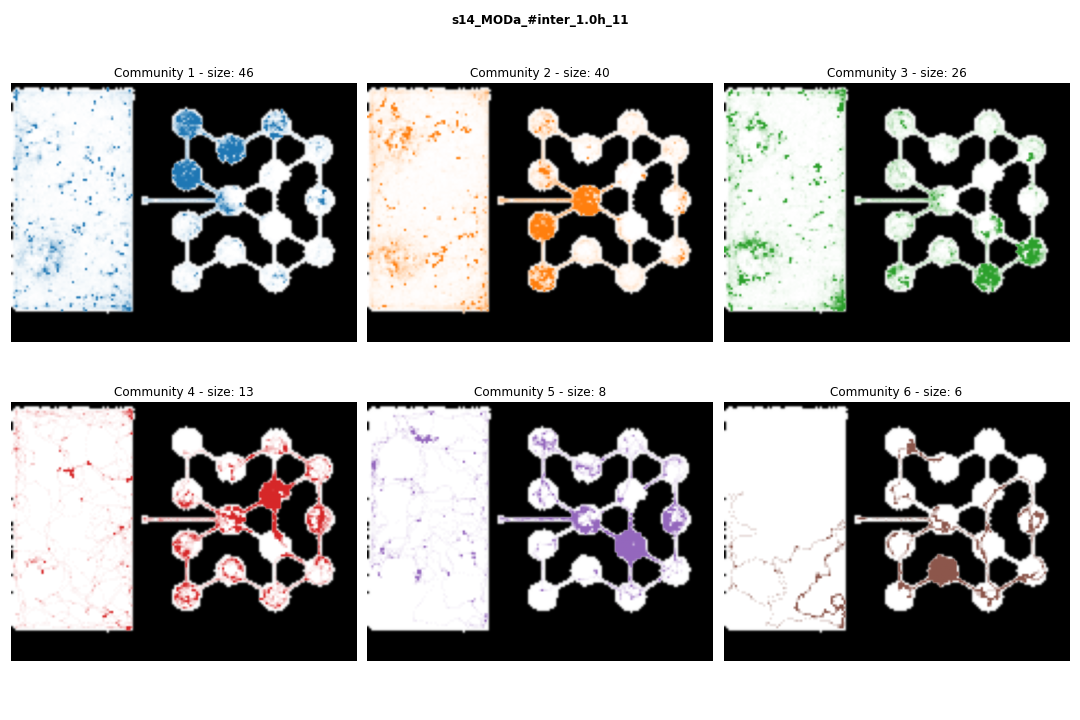 s14_MODa_#inter_1.0h_11
Community 1 - size: 46
Community 2 - size: 40
Community 3 - size: 26
Community 4 - size: 13
Community 5 - size: 8
Community 6 - size: 6